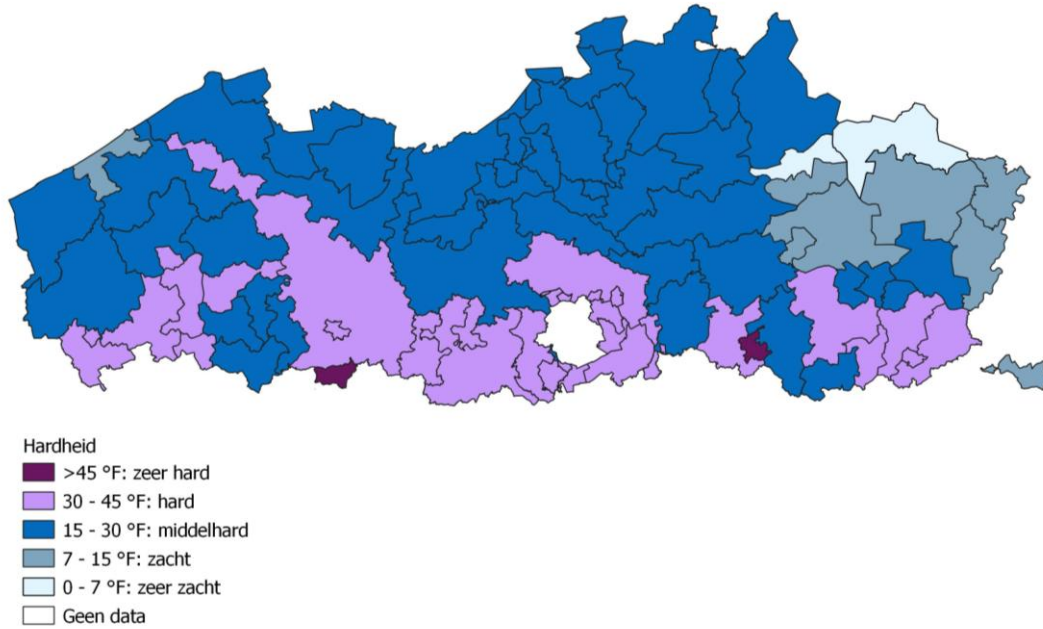 Hardheid
>45 °F: zeer hard
30 - 45 °F: hard
15 - 30 °F: middelhard
7 - 15 °F: zacht
0 - 7 °F: zeer zacht
Geen data